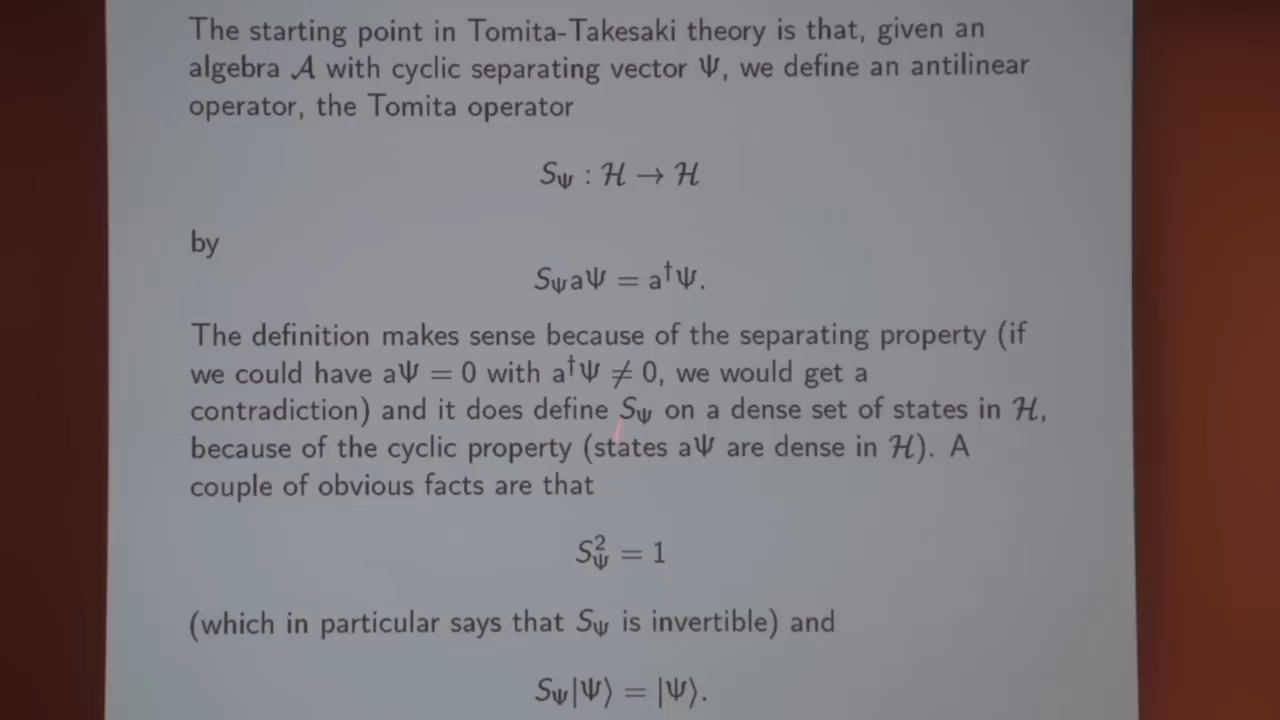 The starting point in Tomita-Takesaki theory is that, given an
algebra 𝒜 with cyclic separating vector Ψ, we define an antilinear
operator, the Tomita operator
S_Ψ : ℋ → ℋ
by
S_Ψ aΨ = a†Ψ.
The definition makes sense because of the separating property (if
we could have aΨ = 0 with a†Ψ ≠ 0, we would get a
contradiction) and it does define S_Ψ on a dense set of states in ℋ,
because of the cyclic property (states aΨ are dense in ℋ). A
couple of obvious facts are that
S_Ψ² = 1
(which in particular says that S_Ψ is invertible) and
S_Ψ|Ψ⟩ = |Ψ⟩.